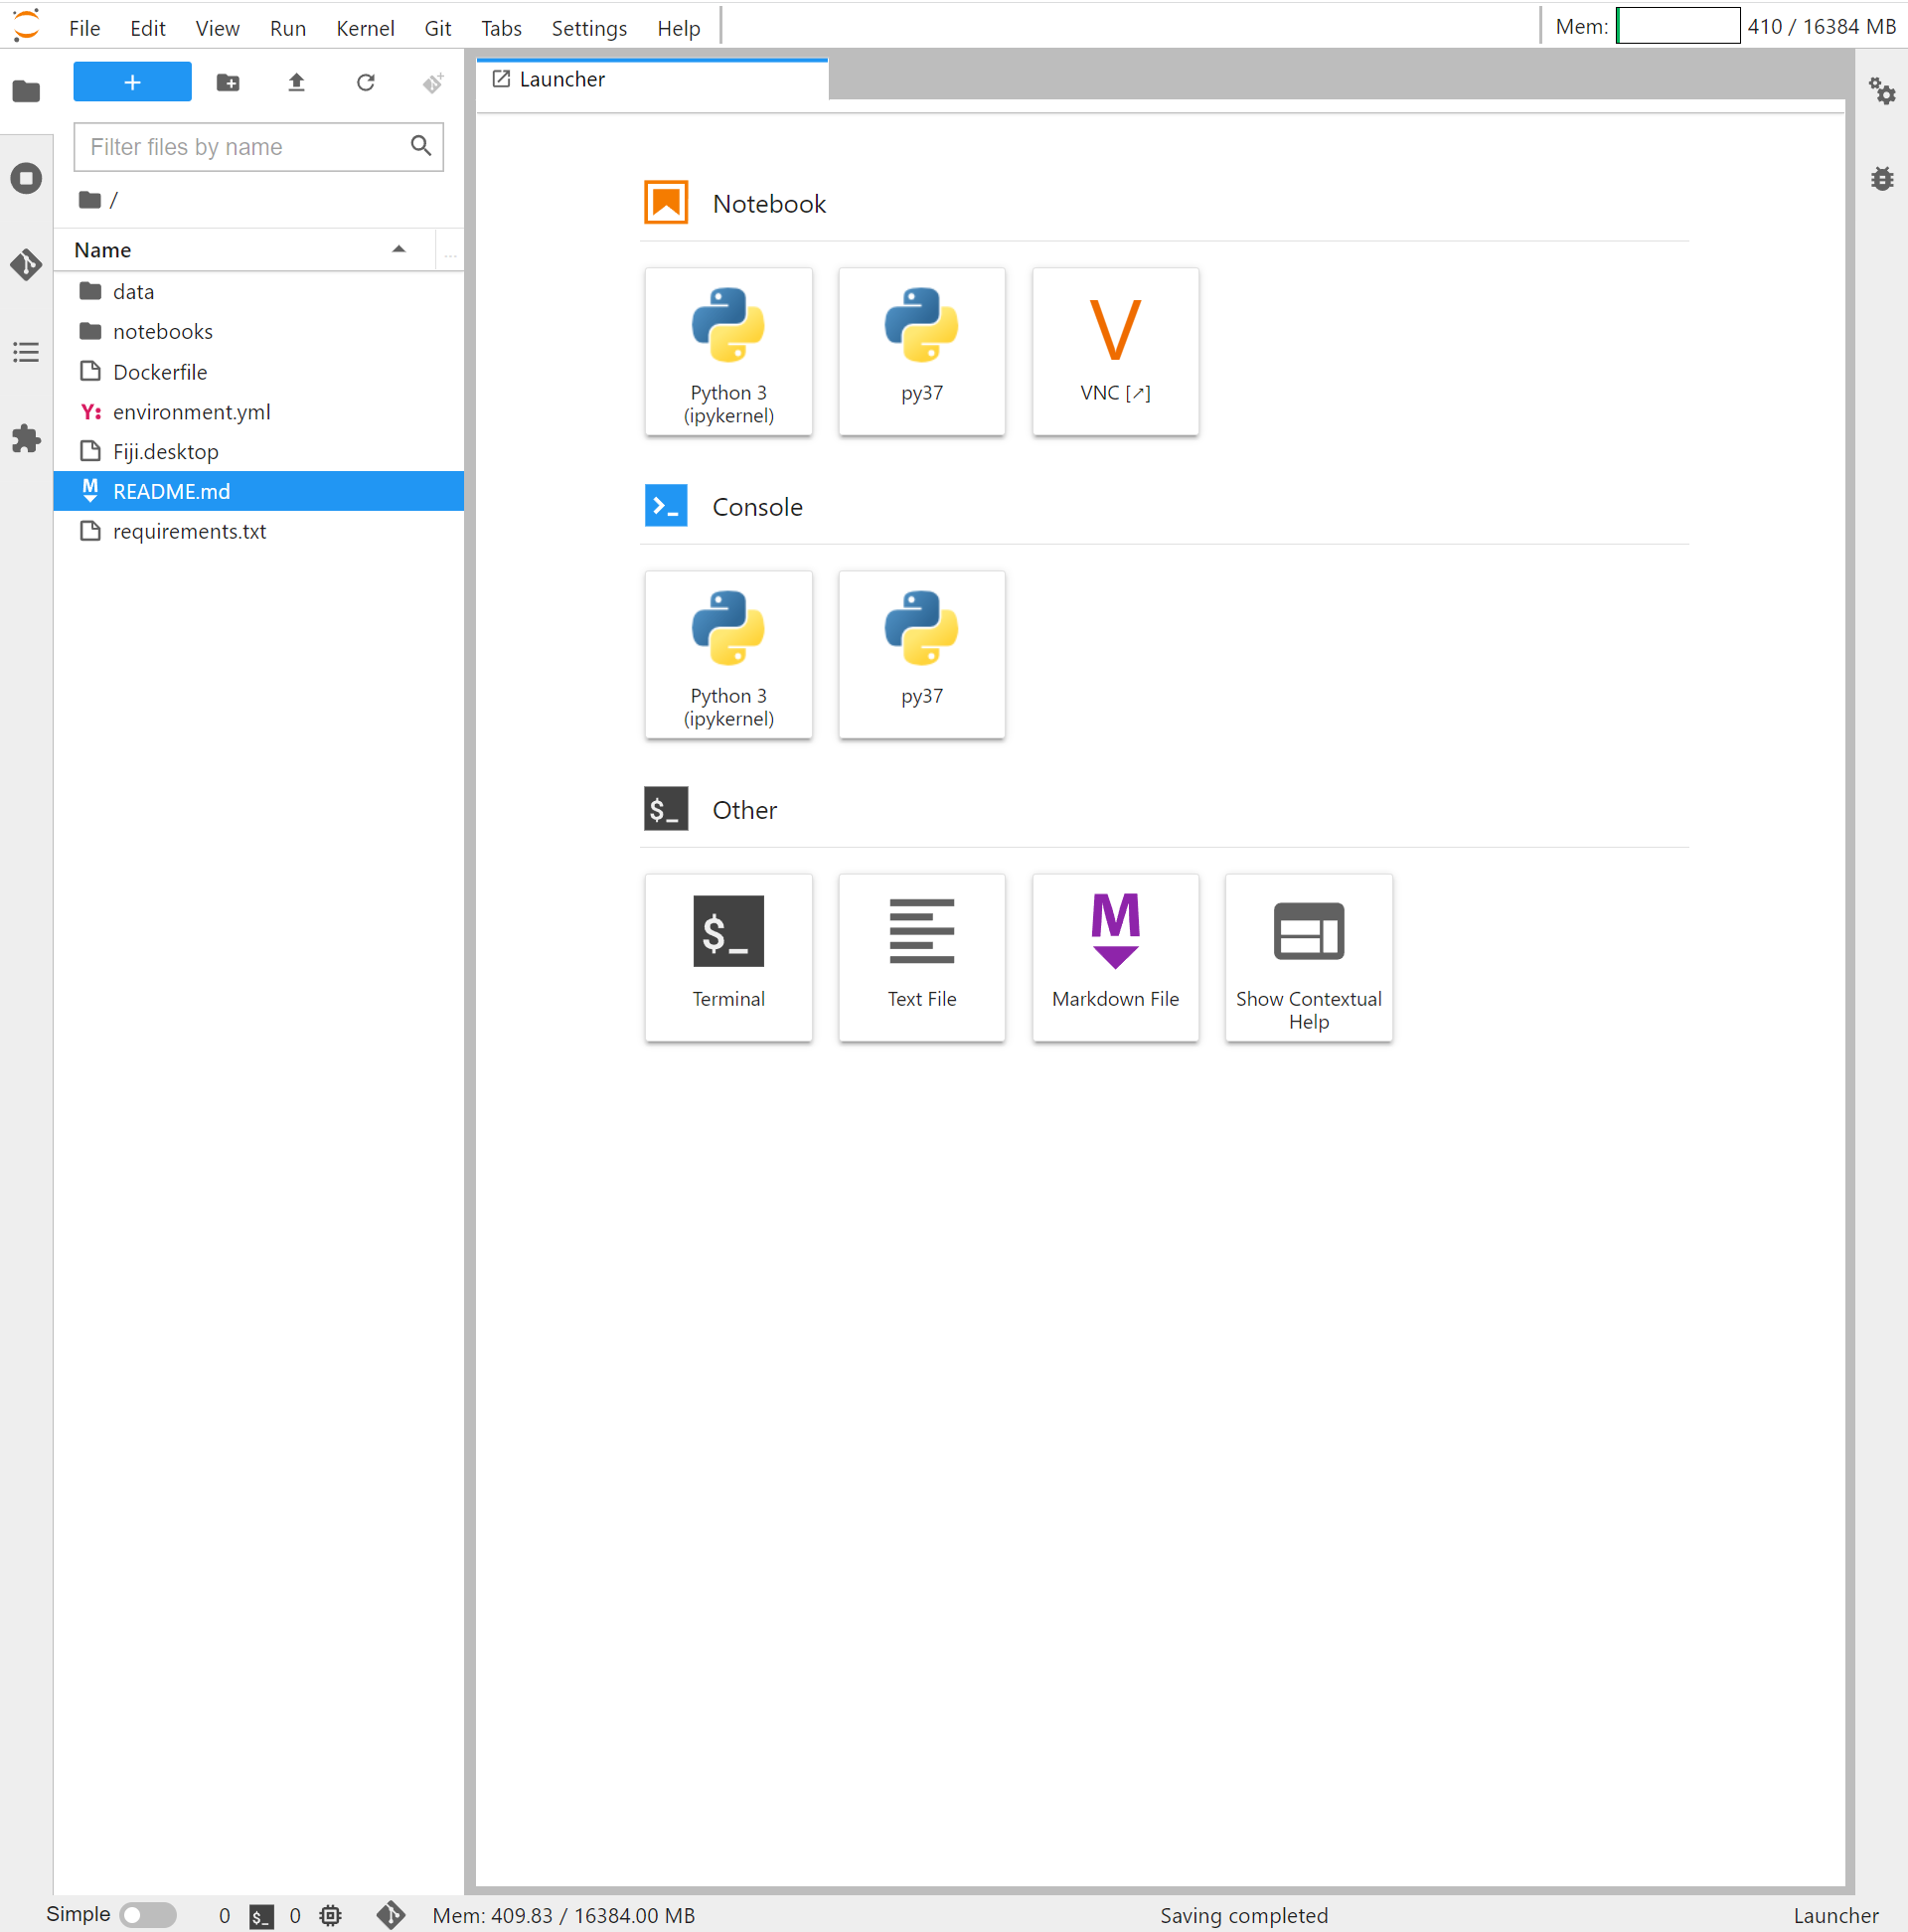 File Edit View Run Kernel Git Tabs Settings Help Mem: 410 / 16384 MB
Launcher
Filter files by name
/
Name ...
data
notebooks
Dockerfile
Y: environment.yml
Fiji.desktop
M README.md
requirements.txt
Notebook
Python 3
(ipykernel)
py37
V
VNC [↗]
>_ Console
Python 3
(ipykernel)
py37
$_ Other
$_
Terminal
Text File
M
Markdown File
Show Contextual
Help
Simple 0 $_ 0 Mem: 409.83 / 16384.00 MB Saving completed Launcher